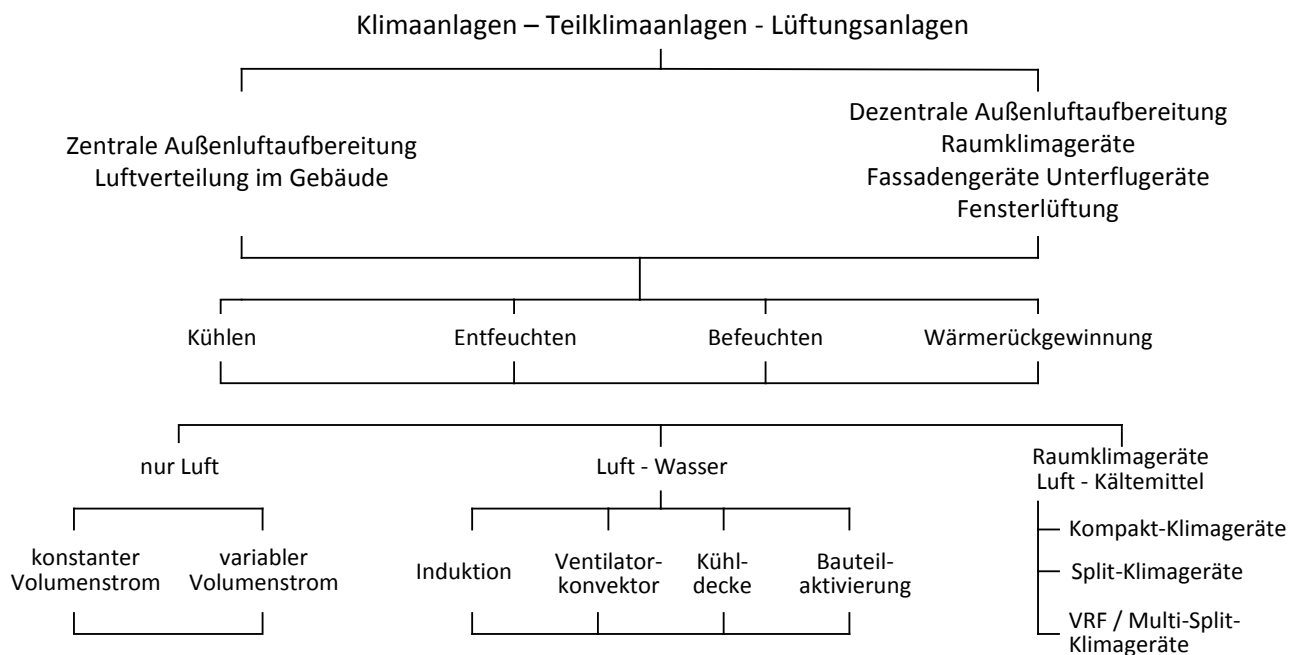 Klimaanlagen – Teilklimaanlagen - Lüftungsanlagen
Zentrale Außenluftaufbereitung
Luftverteilung im Gebäude
Dezentrale Außenluftaufbereitung
Raumklimageräte
Fassadengeräte Unterflugeräte
Fensterlüftung
Kühlen
Entfeuchten
Befeuchten
Wärmerückgewinnung
nur Luft
Luft - Wasser
Raumklimageräte
Luft - Kältemittel
konstanter
Volumenstrom
variabler
Volumenstrom
Induktion
Ventilator-
konvektor
Kühl-
decke
Bauteil-
aktivierung
Kompakt-Klimageräte
Split-Klimageräte
VRF / Multi-Split-
Klimageräte